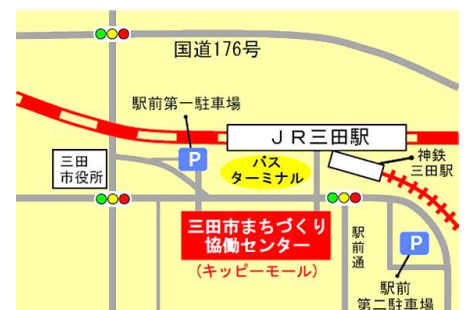 国道176号
駅前第一駐車場
P
JR三田駅
神鉄
三田駅
三田
市役所
バス
ターミナル
三田市まちづくり
協働センター
(キッピーモール)
駅前通
P
駅前
第二駐車場